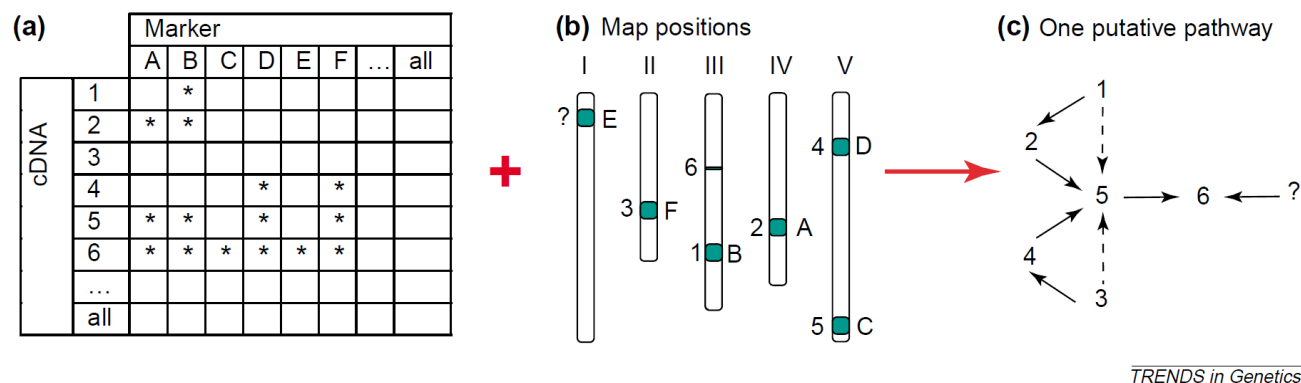 (a)
Marker
A B C D E F ... all
cDNA
1 *
2 * *
3
4 * *
5 * * * *
6 * * * * * *
...
all
+
(b) Map positions
I II III IV V
? E
4 D
6
3 F
2 A
1 B
5 C
(c) One putative pathway
1
2
5 6 ?
4
3
TRENDS in Genetics